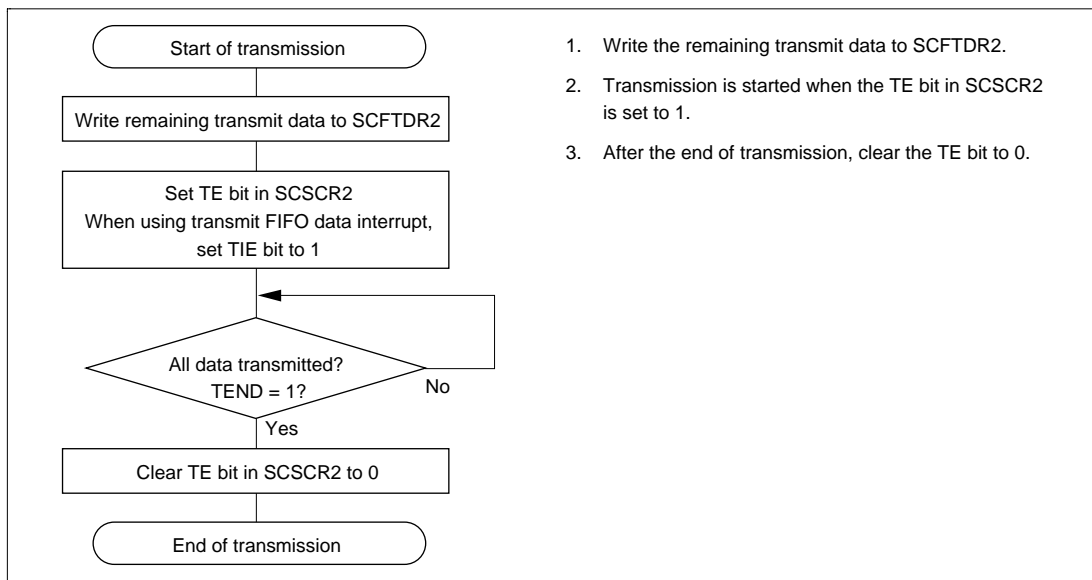 Start of transmission
Write remaining transmit data to SCFTDR2
Set TE bit in SCSCR2
When using transmit FIFO data interrupt,
set TIE bit to 1
All data transmitted?
TEND = 1?
No
Yes
Clear TE bit in SCSCR2 to 0
End of transmission
1. Write the remaining transmit data to SCFTDR2.
2. Transmission is started when the TE bit in SCSCR2
is set to 1.
3. After the end of transmission, clear the TE bit to 0.